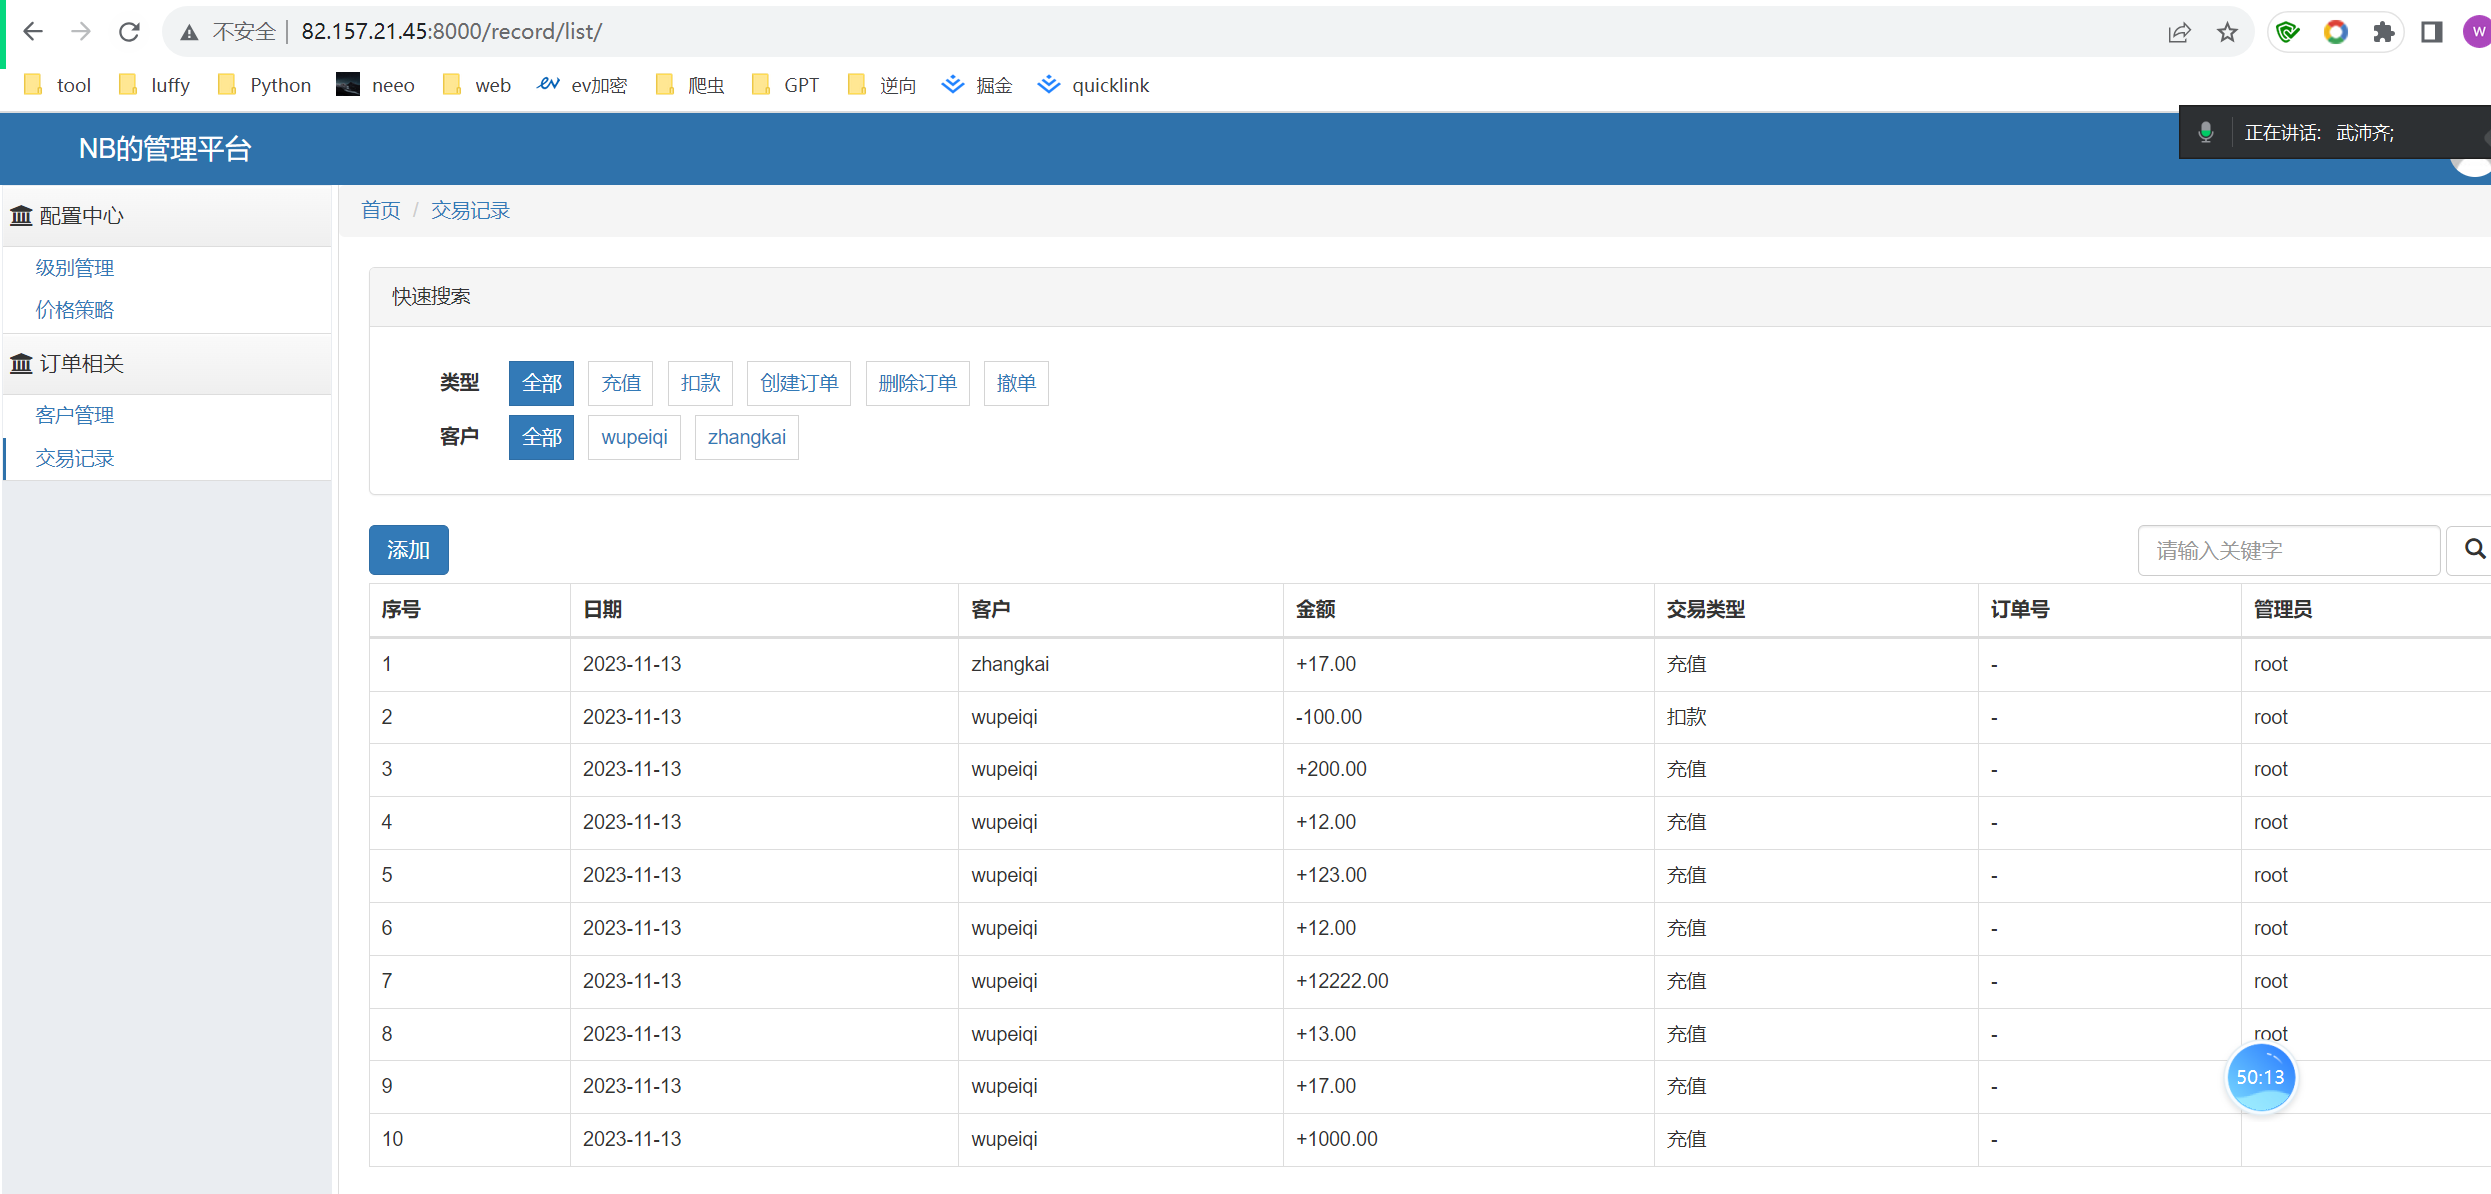 不安全 | 82.157.21.45:8000/record/list/
W
tool luffy Python neeo web ev加密 爬虫 GPT 逆向 掘金 quicklink
NB的管理平台
正在讲话: 武沛齐;
配置中心
级别管理
价格策略
订单相关
客户管理
交易记录
首页 / 交易记录
快速搜索
类型 全部 充值 扣款 创建订单 删除订单 撤单
客户 全部 wupeiqi zhangkai
添加
请输入关键字
序号 日期 客户 金额 交易类型 订单号 管理员
1 2023-11-13 zhangkai +17.00 充值 - root
2 2023-11-13 wupeiqi -100.00 扣款 - root
3 2023-11-13 wupeiqi +200.00 充值 - root
4 2023-11-13 wupeiqi +12.00 充值 - root
5 2023-11-13 wupeiqi +123.00 充值 - root
6 2023-11-13 wupeiqi +12.00 充值 - root
7 2023-11-13 wupeiqi +12222.00 充值 - root
8 2023-11-13 wupeiqi +13.00 充值 - root
9 2023-11-13 wupeiqi +17.00 充值 -
50:13
10 2023-11-13 wupeiqi +1000.00 充值 -